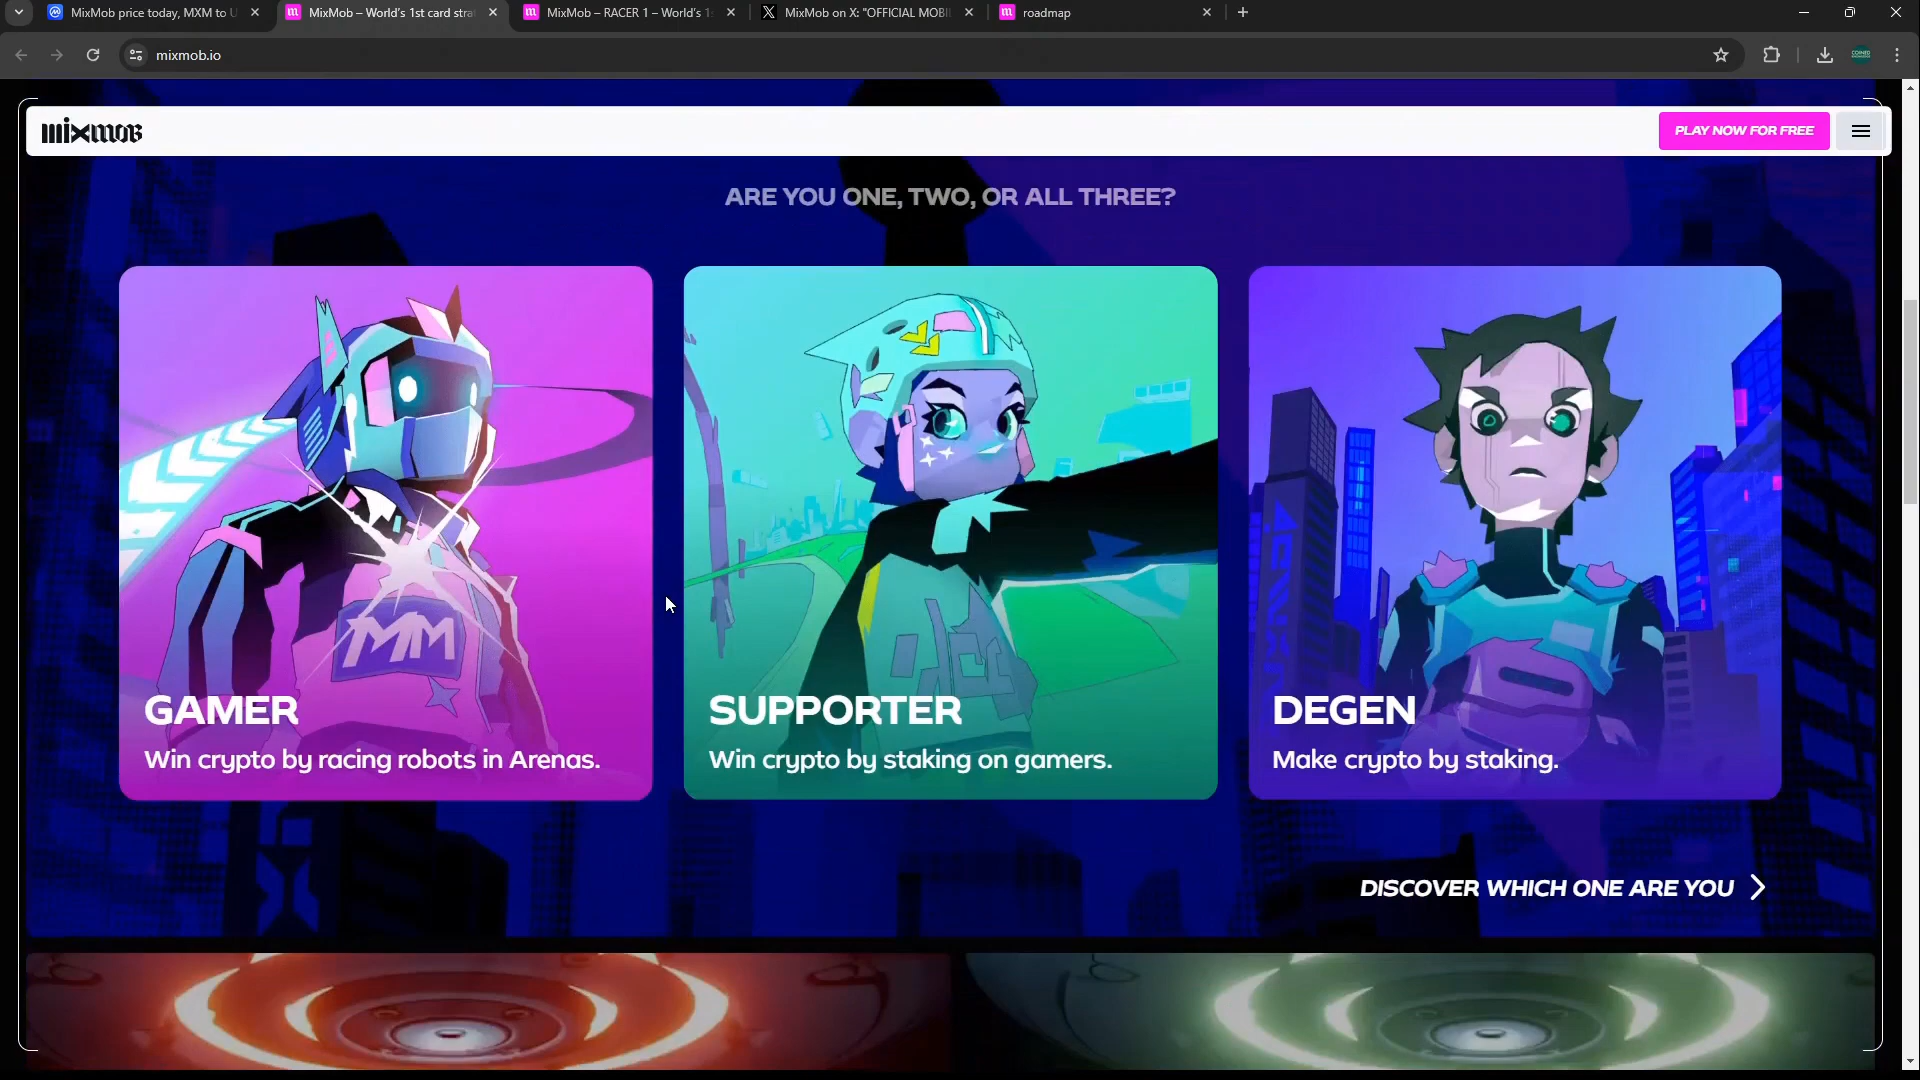 MixMob price today, MXM to U
MixMob – World's 1st card stra
MixMob – RACER 1 – World's 1
MixMob on X: "OFFICIAL MOBI
roadmap
mixmob.io
mixmob
PLAY NOW FOR FREE
ARE YOU ONE, TWO, OR ALL THREE?
MM
GAMER
Win crypto by racing robots in Arenas.
SUPPORTER
Win crypto by staking on gamers.
DEGEN
Make crypto by staking.
DISCOVER WHICH ONE ARE YOU